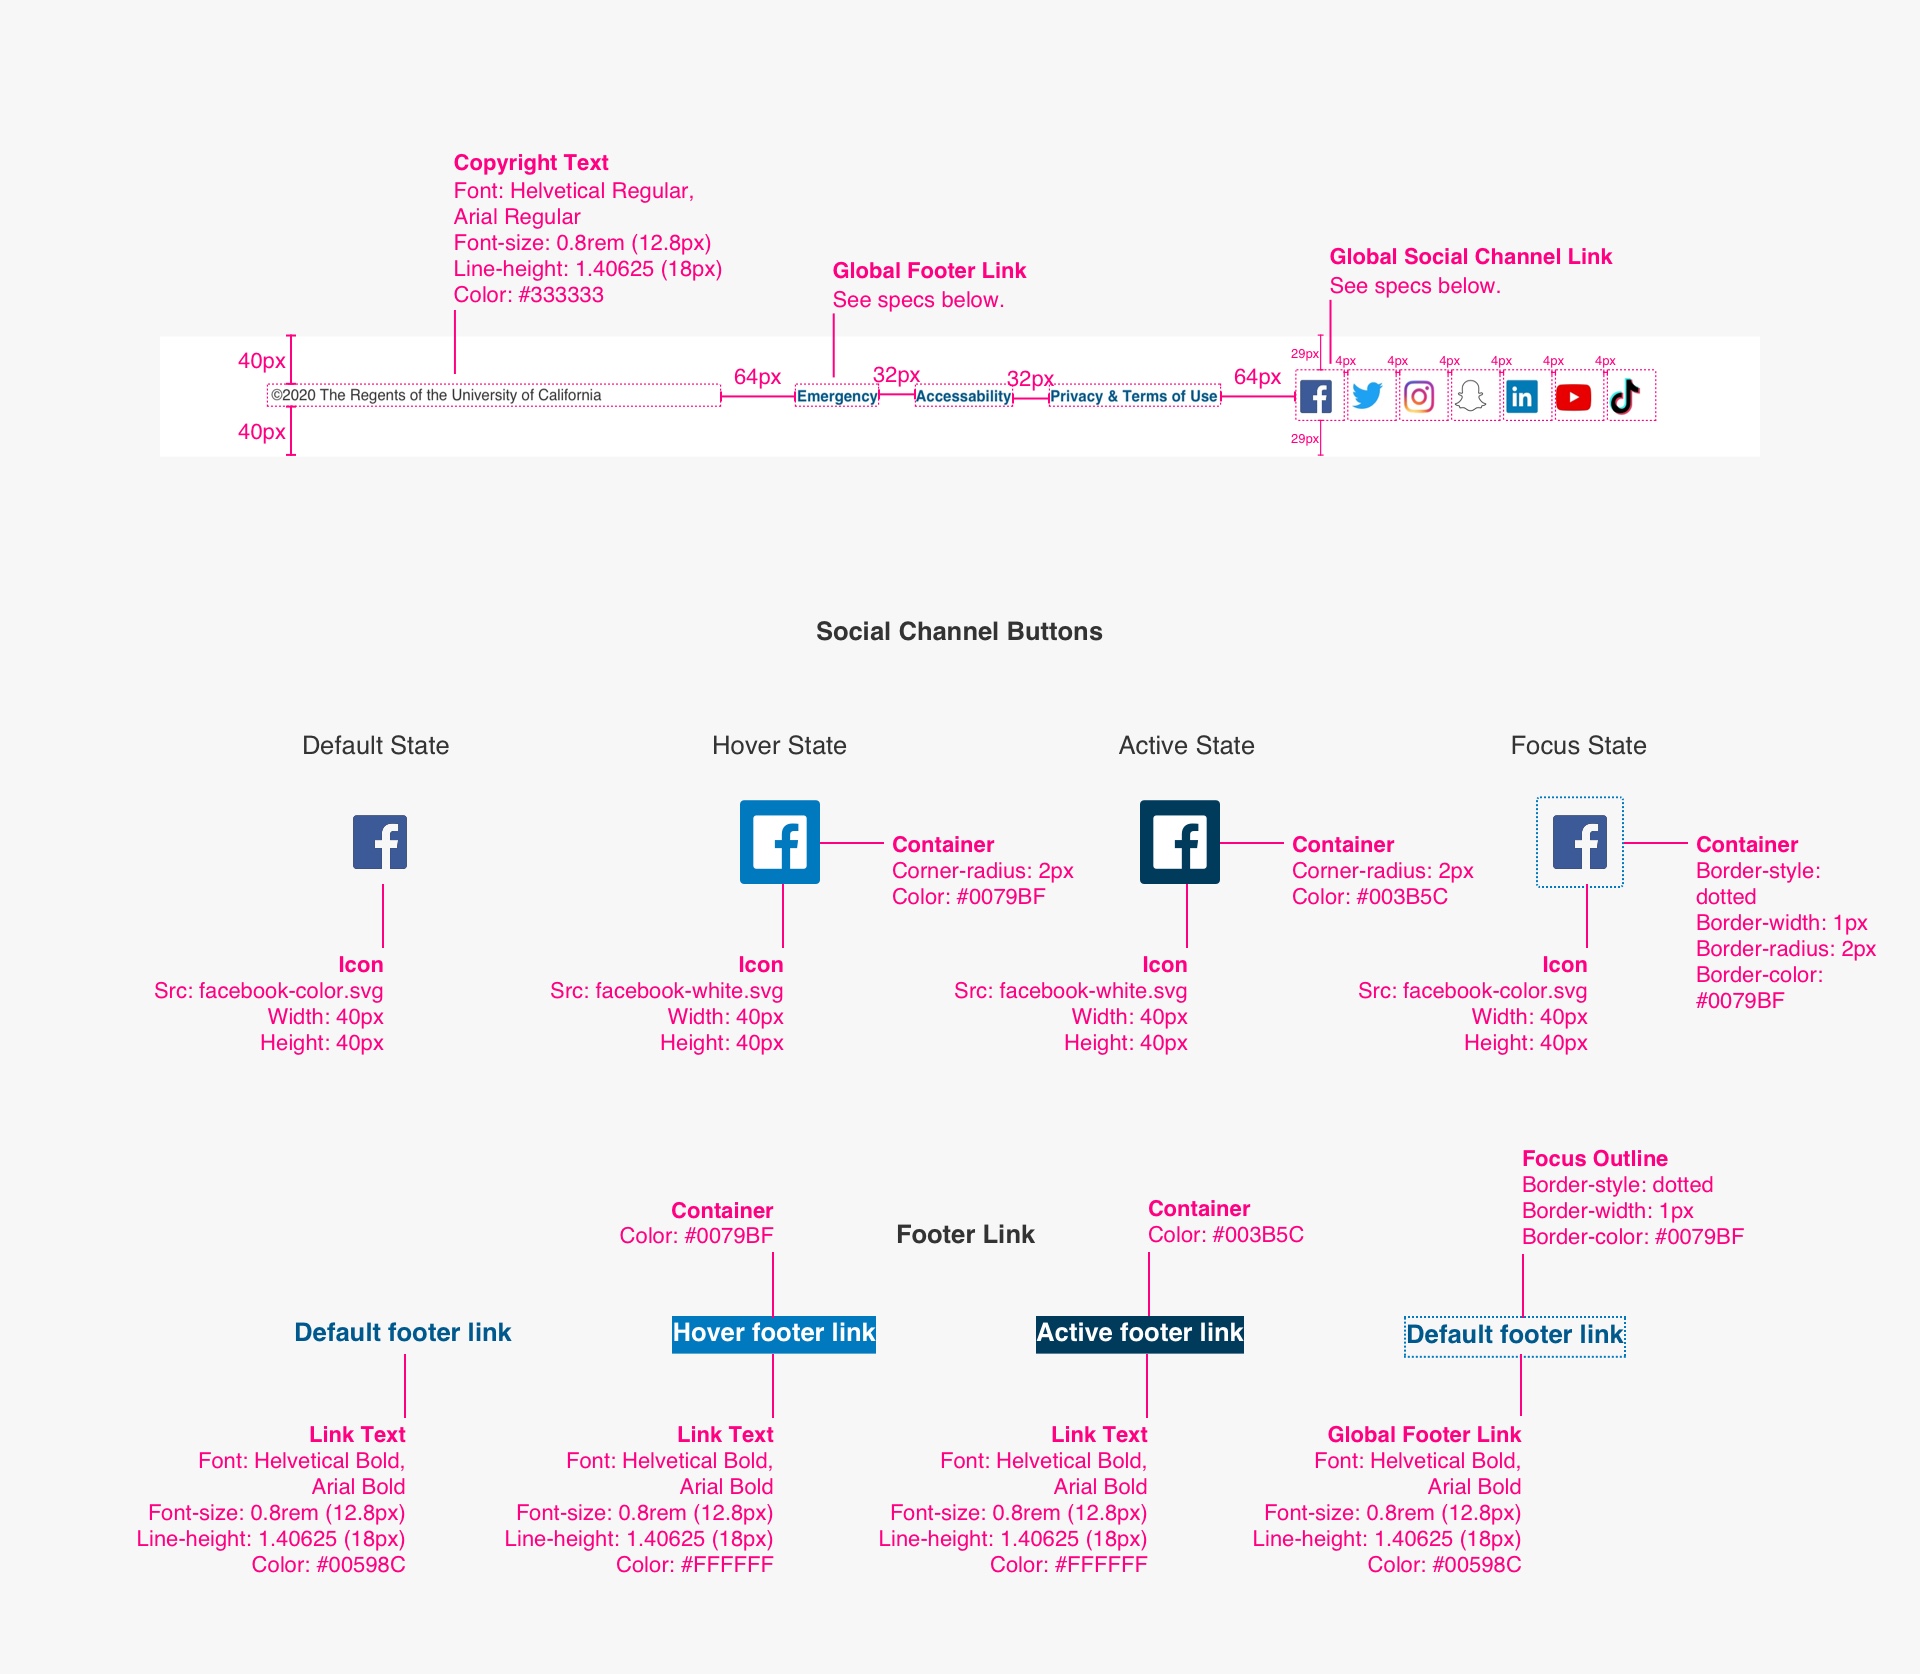 Copyright Text
Font: Helvetical Regular,
Arial Regular
Font-size: 0.8rem (12.8px)
Line-height: 1.40625 (18px)
Color: #333333
Global Footer Link
See specs below.
Global Social Channel Link
See specs below.
40px
40px
©2020 The Regents of the University of California
64px
Emergency
32px
Accessability
32px
Privacy & Terms of Use
64px
29px
4px
4px
4px
4px
4px
4px
in
29px
Social Channel Buttons
Default State
Hover State
Active State
Focus State
Container
Corner-radius: 2px
Color: #0079BF
Container
Corner-radius: 2px
Color: #003B5C
Container
Border-style:
dotted
Border-width: 1px
Border-radius: 2px
Border-color:
#0079BF
Icon
Src: facebook-color.svg
Width: 40px
Height: 40px
Icon
Src: facebook-white.svg
Width: 40px
Height: 40px
Icon
Src: facebook-white.svg
Width: 40px
Height: 40px
Icon
Src: facebook-color.svg
Width: 40px
Height: 40px
Footer Link
Container
Color: #0079BF
Container
Color: #003B5C
Focus Outline
Border-style: dotted
Border-width: 1px
Border-color: #0079BF
Default footer link
Hover footer link
Active footer link
Default footer link
Link Text
Font: Helvetical Bold,
Arial Bold
Font-size: 0.8rem (12.8px)
Line-height: 1.40625 (18px)
Color: #00598C
Link Text
Font: Helvetical Bold,
Arial Bold
Font-size: 0.8rem (12.8px)
Line-height: 1.40625 (18px)
Color: #FFFFFF
Link Text
Font: Helvetical Bold,
Arial Bold
Font-size: 0.8rem (12.8px)
Line-height: 1.40625 (18px)
Color: #FFFFFF
Global Footer Link
Font: Helvetical Bold,
Arial Bold
Font-size: 0.8rem (12.8px)
Line-height: 1.40625 (18px)
Color: #00598C